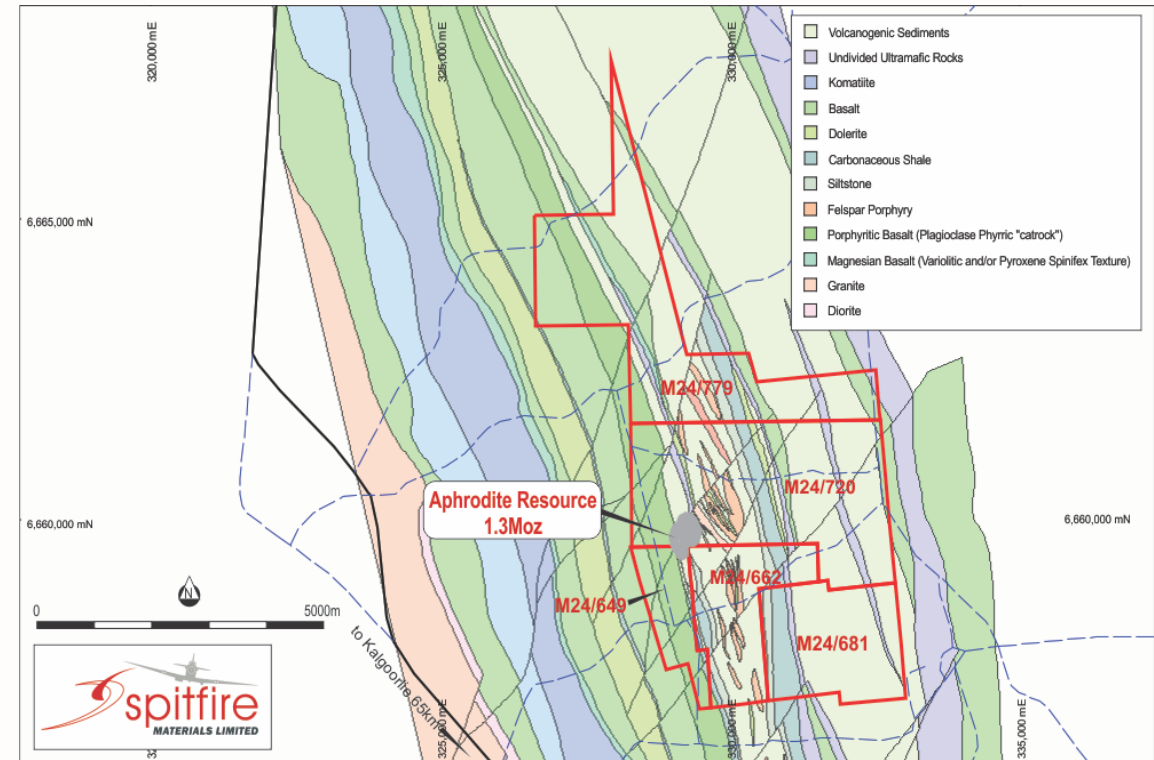 320,000 mE
325,000 mE
330,000 mE
Volcanogenic Sediments
Undivided Ultramafic Rocks
Komatiite
Basalt
Dolerite
Carbonaceous Shale
Siltstone
Felspar Porphyry
Porphyritic Basalt (Plagioclase Phyrric "catrock")
Magnesian Basalt (Variolitic and/or Pyroxene Spinifex Texture)
Granite
Diorite
6,665,000 mN
M24/779
M24/720
Aphrodite Resource
1.3Moz
6,660,000 mN
6,660,000 mN
M24/662
M24/649
M24/681
N
0
5000m
to Kalgoorlie 65km
spitfire
MATERIALS LIMITED
325,000 mE
330,000 mE
335,000 mE